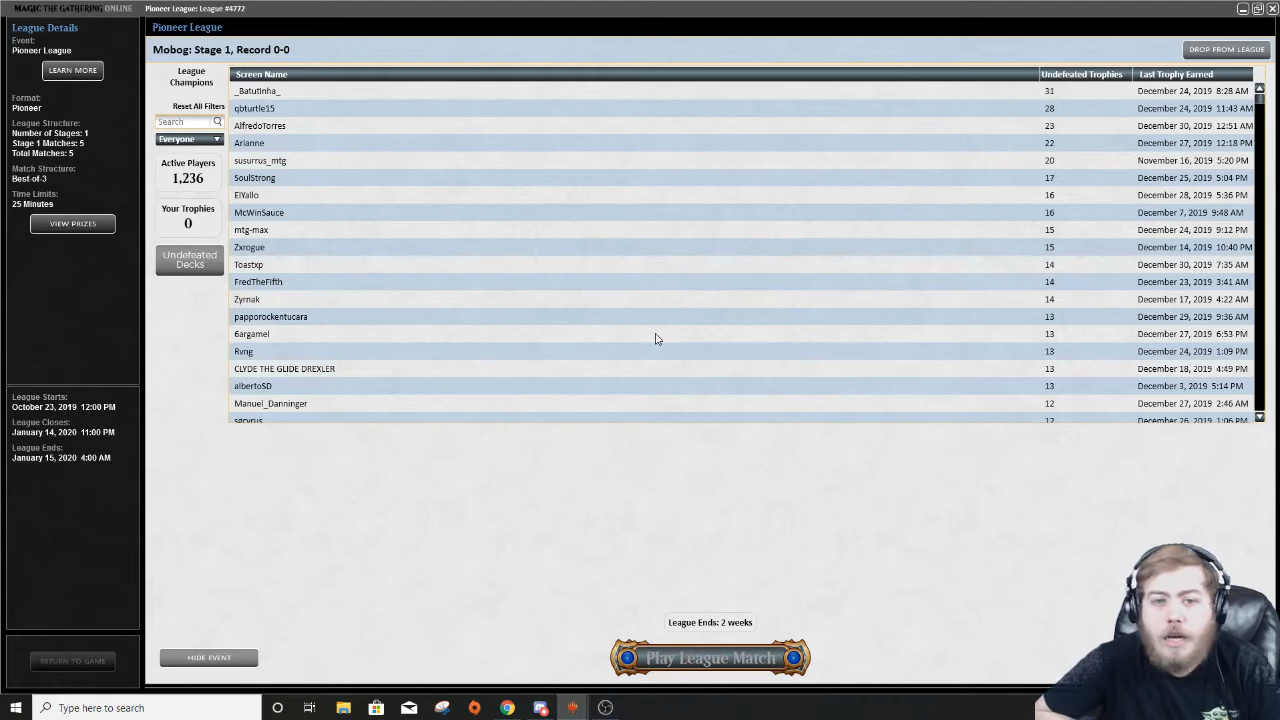 MAGIC THE GATHERING ONLINE
Pioneer League: League #4772
League Details
Event:
Pioneer League
LEARN MORE
Format:
Pioneer
League Structure:
Number of Stages: 1
Stage 1 Matches: 5
Total Matches: 5
Match Structure:
Best-of-3
Time Limits:
25 Minutes
VIEW PRIZES
League Starts:
October 23, 2019 12:00 PM
League Closes:
January 14, 2020 11:00 PM
League Ends:
January 15, 2020 4:00 AM
RETURN TO GAME
Pioneer League
Mobog: Stage 1, Record 0-0
DROP FROM LEAGUE
League
Champions
Reset All Filters
Search
Everyone
Active Players
1,236
Your Trophies
0
Undefeated
Decks
Screen Name Undefeated Trophies Last Trophy Earned
_Batutinha_ 31 December 24, 2019 8:28 AM
qbturtle15 28 December 24, 2019 11:43 AM
AlfredoTorres 23 December 30, 2019 12:51 AM
Arianne 22 December 27, 2019 12:18 PM
susurrus_mtg 20 November 16, 2019 5:20 PM
SoulStrong 17 December 25, 2019 5:04 PM
ElYallo 16 December 28, 2019 5:36 PM
McWinSauce 16 December 7, 2019 9:48 AM
mtg-max 15 December 24, 2019 9:12 PM
Zxrogue 15 December 14, 2019 10:40 PM
Toastxp 14 December 30, 2019 7:35 AM
FredTheFifth 14 December 23, 2019 3:41 AM
Zyrnak 14 December 17, 2019 4:22 AM
papporockentucara 13 December 29, 2019 9:36 AM
6argamel 13 December 27, 2019 6:53 PM
Rvng 13 December 24, 2019 1:09 PM
CLYDE THE GLIDE DREXLER 13 December 18, 2019 4:49 PM
albertoSD 13 December 3, 2019 5:14 PM
Manuel_Danninger 12 December 27, 2019 2:46 AM
sgcyrus 12 December 26, 2019 1:06 PM
League Ends: 2 weeks
HIDE EVENT
Play League Match
Type here to search